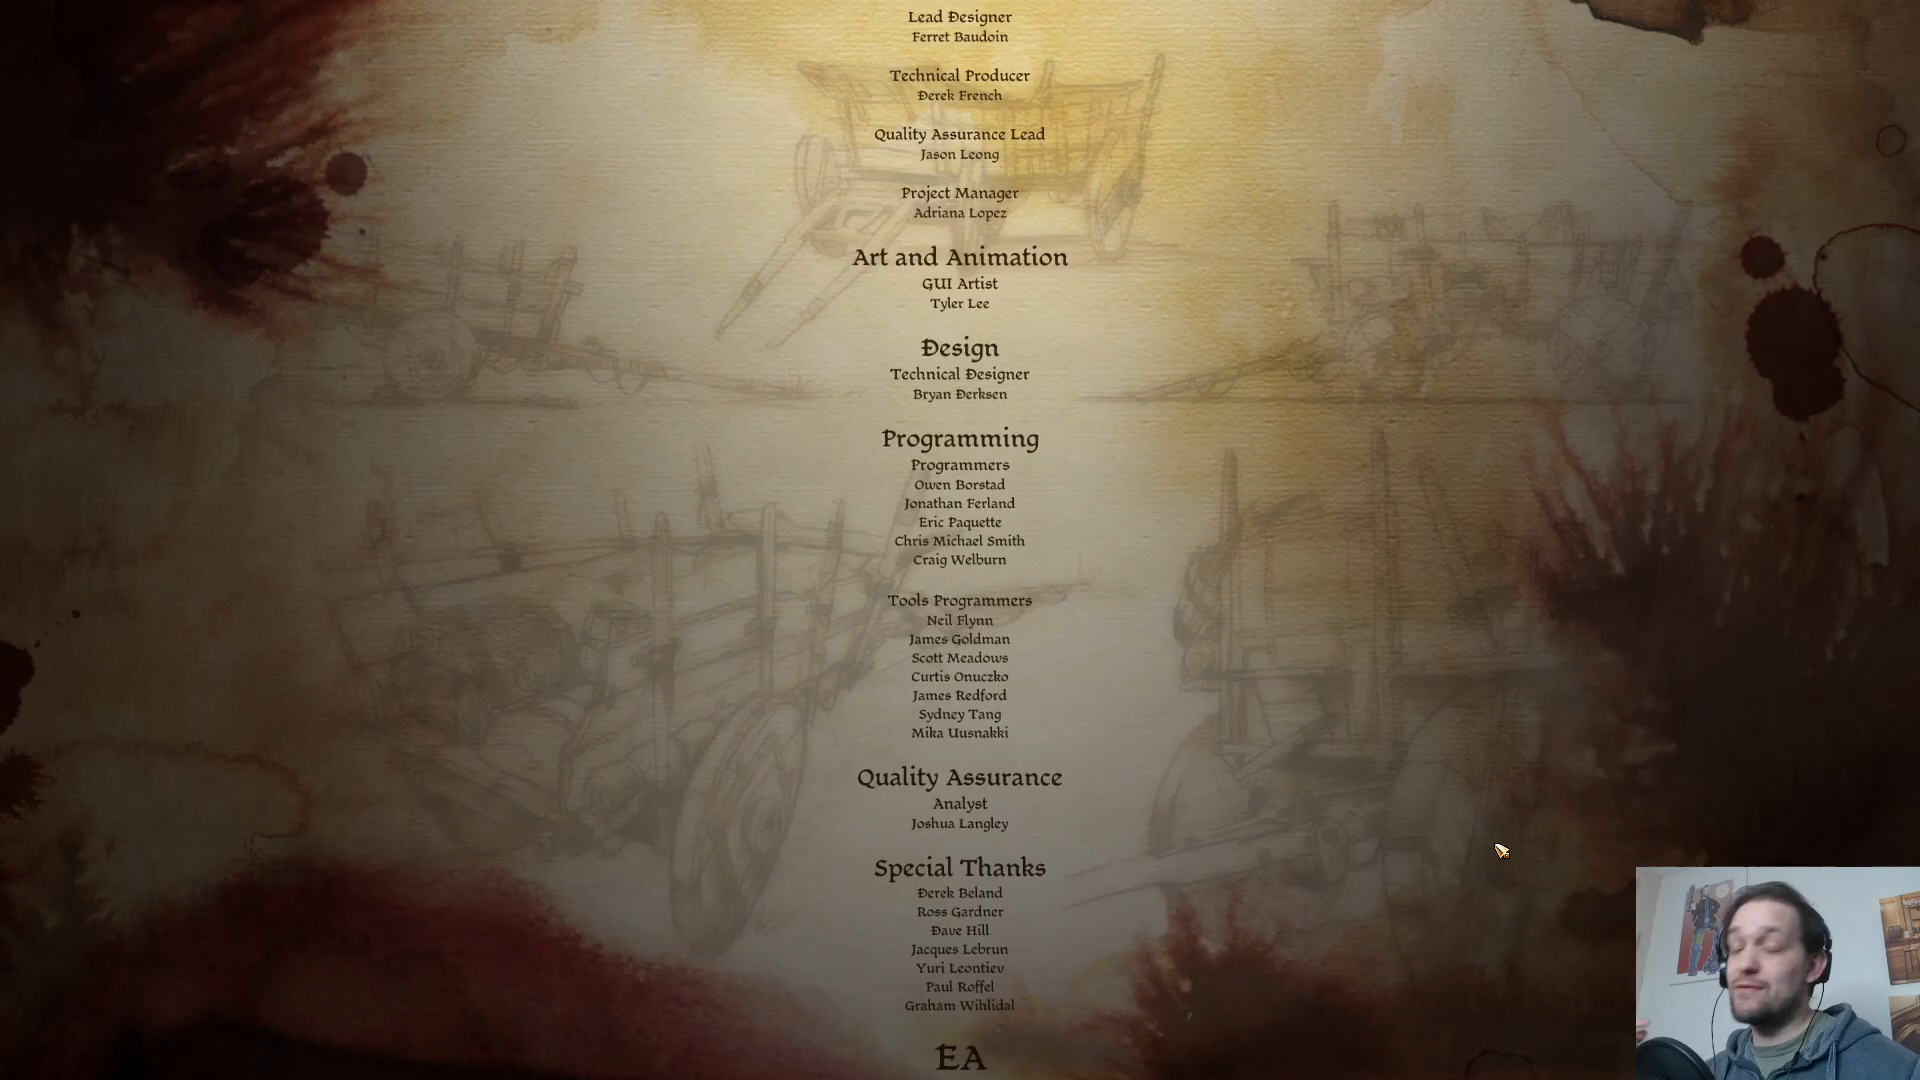 Lead Designer
Ferret Baudoin
Technical Producer
Derek French
Quality Assurance Lead
Jason Leong
Project Manager
Adriana Lopez
Art and Animation
GUI Artist
Tyler Lee
Design
Technical Designer
Bryan Derksen
Programming
Programmers
Owen Borstad
Jonathan Ferland
Eric Paquette
Chris Michael Smith
Craig Welburn
Tools Programmers
Neil Flynn
James Goldman
Scott Meadows
Curtis Onuczko
James Redford
Sydney Tang
Mika Uusnakki
Quality Assurance
Analyst
Joshua Langley
Special Thanks
Derek Beland
Ross Gardner
Dave Hill
Jacques Lebrun
Yuri Leontiev
Paul Roffel
Graham Wihlidal
EA